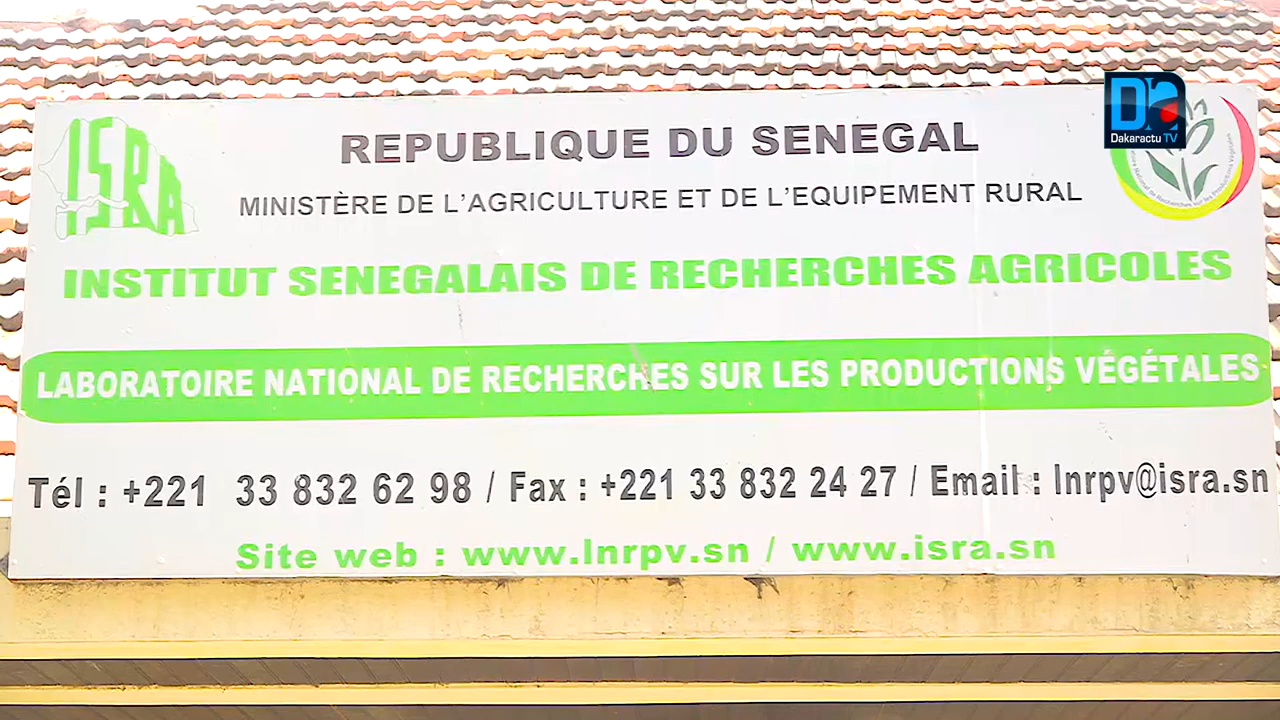 ISRA
REPUBLIQUE DU SENEGAL
Dakaractu TV
MINISTÈRE DE L'AGRICULTURE ET DE L'EQUIPEMENT RURAL
INSTITUT SENEGALAIS DE RECHERCHES AGRICOLES
LABORATOIRE NATIONAL DE RECHERCHES SUR LES PRODUCTIONS VÉGÉTALES
Tél : +221 33 832 62 98 / Fax : +221 33 832 24 27 / Email : lnrpv@isra.sn
Site web : www.lnrpv.sn / www.isra.sn